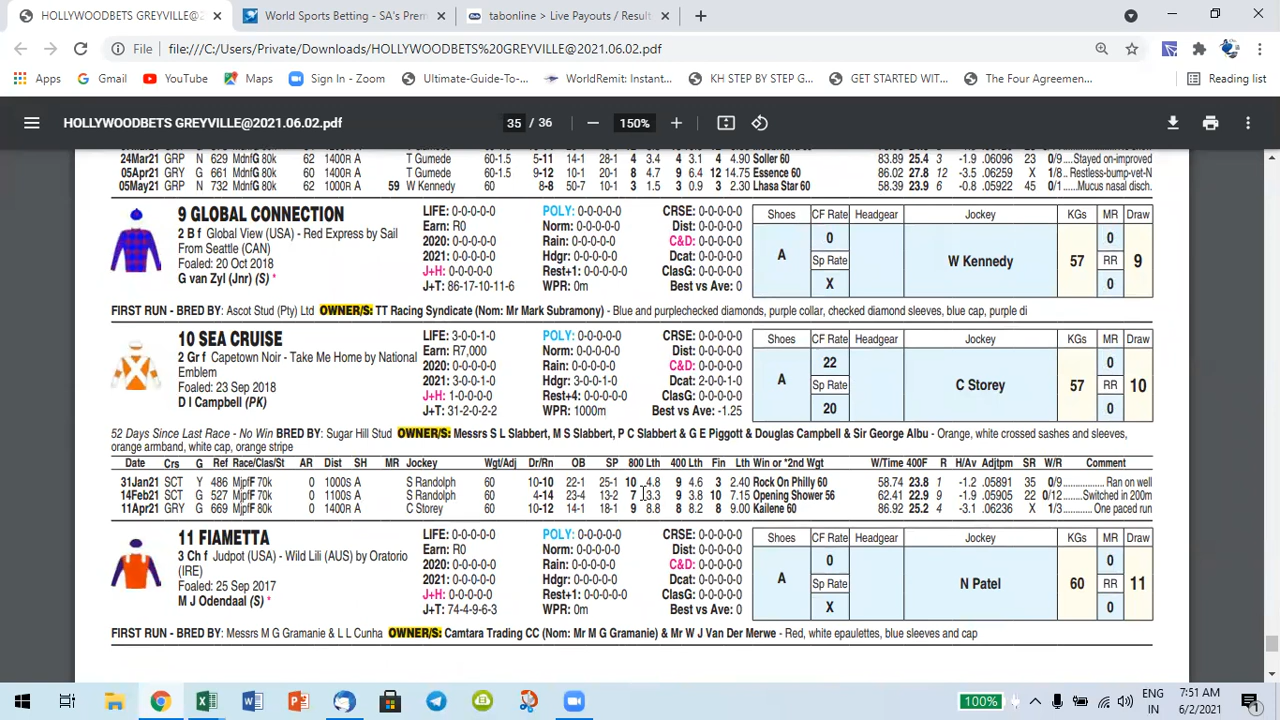 HOLLYWOODBETS GREYVILLE@2021.06
World Sports Betting - SA's Prem
tabonline > Live Payouts / Result
File
file:///C:/Users/Private/Downloads/HOLLYWOODBETS%20GREYVILLE@2021.06.02.pdf
Apps Gmail YouTube Maps Sign In - Zoom Ultimate-Guide-To-... WorldRemit: Instant... KH STEP BY STEP G... GET STARTED WIT... The Four Agreemen... Reading list
HOLLYWOODBETS GREYVILLE@2021.06.02.pdf 35 / 36 150%
24Mar21 GRP N 629 MdnfG 80k 62 1400R A T Gumede 60-1.5 5-11 14-1 28-1 4 3.4 4 3.1 4 4.90 Soller 60 83.89 25.4 3 -1.9 .06096 23 0/9 ...Stayed on-improved
05Apr21 GRY G 661 MdnfG 80k 62 1400R A T Gumede 60-1.5 9-12 14-1 28-1 8 4.7 9 6.4 12 14.75 Essence 60 86.02 27.8 12 -3.5 .06259 X 1/8 .. Restless-bump-vet-N
05May21 GRP N 732 MdnfG 80k 62 1000R A 59 W Kennedy 60 8-8 50-7 10-1 3 1.5 3 0.9 3 2.30 Lhasa Star 60 58.39 23.9 6 -0.8 .05922 45 0/1 .....Mucus nasal disch.
9 GLOBAL CONNECTION
2 B f Global View (USA) - Red Express by Sail
From Seattle (CAN)
Foaled: 20 Oct 2018
G van Zyl (Jnr) (S) *
LIFE: 0-0-0-0-0
Earn: R0
2020: 0-0-0-0-0
2021: 0-0-0-0-0
J+H: 0-0-0-0-0
J+T: 86-17-10-11-6
POLY: 0-0-0-0-0
Norm: 0-0-0-0-0
Rain: 0-0-0-0-0
Hdgr: 0-0-0-0-0
Rest+1: 0-0-0-0-0
WPR: 0m
CRSE: 0-0-0-0-0
Dist: 0-0-0-0-0
C&D: 0-0-0-0-0
Dcat: 0-0-0-0-0
ClasG: 0-0-0-0-0
Best vs Ave: 0
Shoes CF Rate Headgear Jockey KGs MR Draw
0 0
A Sp Rate W Kennedy 57 RR 9
X 0
FIRST RUN - BRED BY: Ascot Stud (Pty) Ltd OWNER/S: TT Racing Syndicate (Nom: Mr Mark Subramony) - Blue and purplechecked diamonds, purple collar, checked diamond sleeves, blue cap, purple di
10 SEA CRUISE
2 Gr f Capetown Noir - Take Me Home by National
Emblem
Foaled: 23 Sep 2018
D I Campbell (PK)
LIFE: 3-0-0-1-0
Earn: R7,000
2020: 0-0-0-0-0
2021: 3-0-0-1-0
J+H: 1-0-0-0-0
J+T: 31-2-0-2-2
POLY: 0-0-0-0-0
Norm: 0-0-0-0-0
Rain: 0-0-0-0-0
Hdgr: 3-0-0-1-0
Rest+4: 0-0-0-0-0
WPR: 1000m
CRSE: 0-0-0-0-0
Dist: 0-0-0-0-0
C&D: 0-0-0-0-0
Dcat: 2-0-0-1-0
ClasG: 0-0-0-0-0
Best vs Ave: -1.25
Shoes CF Rate Headgear Jockey KGs MR Draw
22 0
A Sp Rate C Storey 57 RR 10
20 0
52 Days Since Last Race - No Win BRED BY: Sugar Hill Stud OWNER/S: Messrs S L Slabbert, M S Slabbert, P C Slabbert & G E Piggott & Douglas Campbell & Sir George Albu - Orange, white crossed sashes and sleeves,
orange armband, white cap, orange stripe
Date Crs G Ref Race/Clas/St AR Dist SH MR Jockey Wgt/Adj Dr/Rn OB SP 800 Lth 400 Lth Fin Lth Win or *2nd Wgt W/Time 400F R H/Av Adjtpm SR W/R Comment
31Jan21 SCT Y 486 MjpfF 70k 0 1000S A S Randolph 60 10-10 22-1 25-1 10 4.8 9 4.6 3 2.40 Rock On Philly 60 58.74 23.8 1 -1.2 .05891 35 0/9 ................Ran on well
14Feb21 SCT G 527 MjpfF 70k 0 1100S A S Randolph 60 4-14 23-4 13-2 7 3.3 9 3.8 10 7.15 Opening Shower 56 62.41 22.9 9 -1.9 .05905 22 0/12 ......Switched in 200m
11Apr21 GRY G 669 MjpfF 80k 0 1400R A C Storey 60 10-12 14-1 18-1 9 8.8 8 8.2 8 9.00 Kailene 60 86.92 25.2 4 -3.1 .06236 X 1/3 ............One paced run
11 FIAMETTA
3 Ch f Judpot (USA) - Wild Lili (AUS) by Oratorio
(IRE)
Foaled: 25 Sep 2017
M J Odendaal (S) *
LIFE: 0-0-0-0-0
Earn: R0
2020: 0-0-0-0-0
2021: 0-0-0-0-0
J+H: 0-0-0-0-0
J+T: 74-4-9-6-3
POLY: 0-0-0-0-0
Norm: 0-0-0-0-0
Rain: 0-0-0-0-0
Hdgr: 0-0-0-0-0
Rest+1: 0-0-0-0-0
WPR: 0m
CRSE: 0-0-0-0-0
Dist: 0-0-0-0-0
C&D: 0-0-0-0-0
Dcat: 0-0-0-0-0
ClasG: 0-0-0-0-0
Best vs Ave: 0
Shoes CF Rate Headgear Jockey KGs MR Draw
0 0
A Sp Rate N Patel 60 RR 11
X 0
FIRST RUN - BRED BY: Messrs M G Gramanie & L L Cunha OWNER/S: Camtara Trading CC (Nom: Mr M G Gramanie) & Mr W J Van Der Merwe - Red, white epaulettes, blue sleeves and cap
100% ENG 7:51 AM
IN 6/2/2021